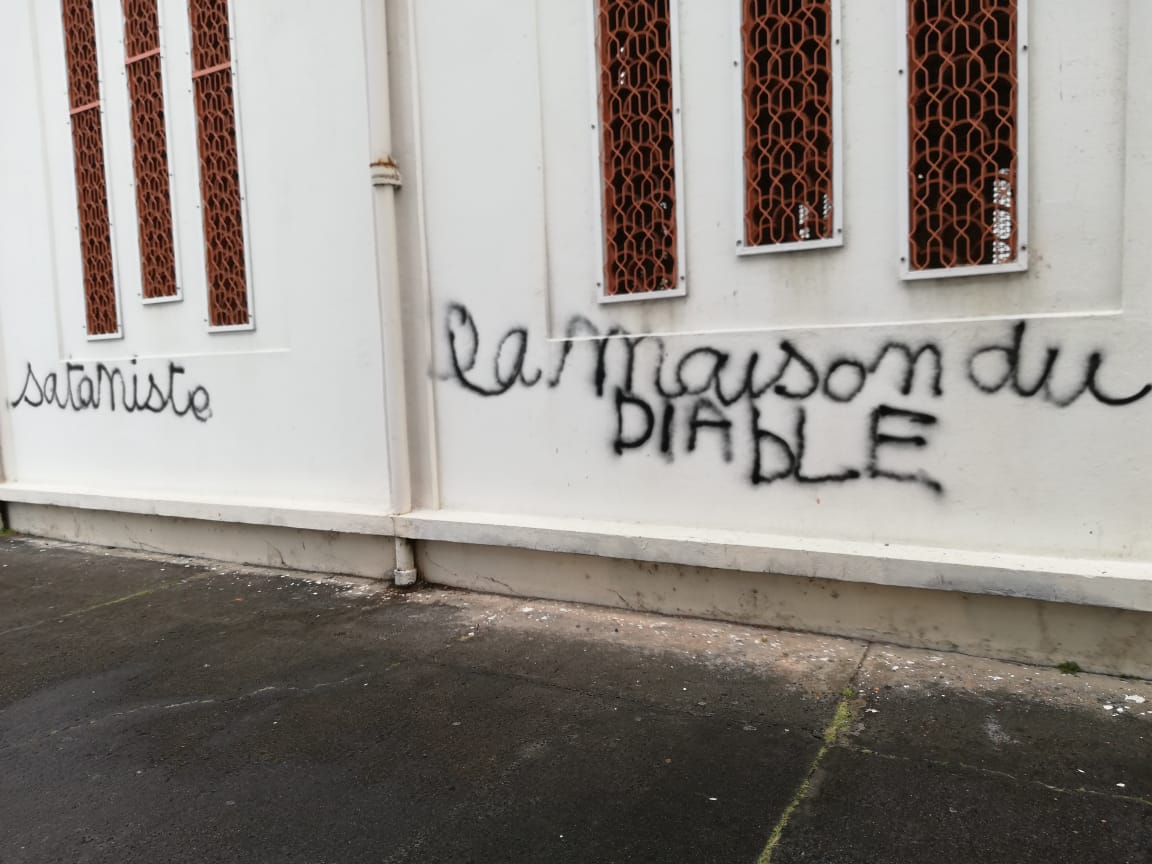 sataniste
la maison du
DIAbLE